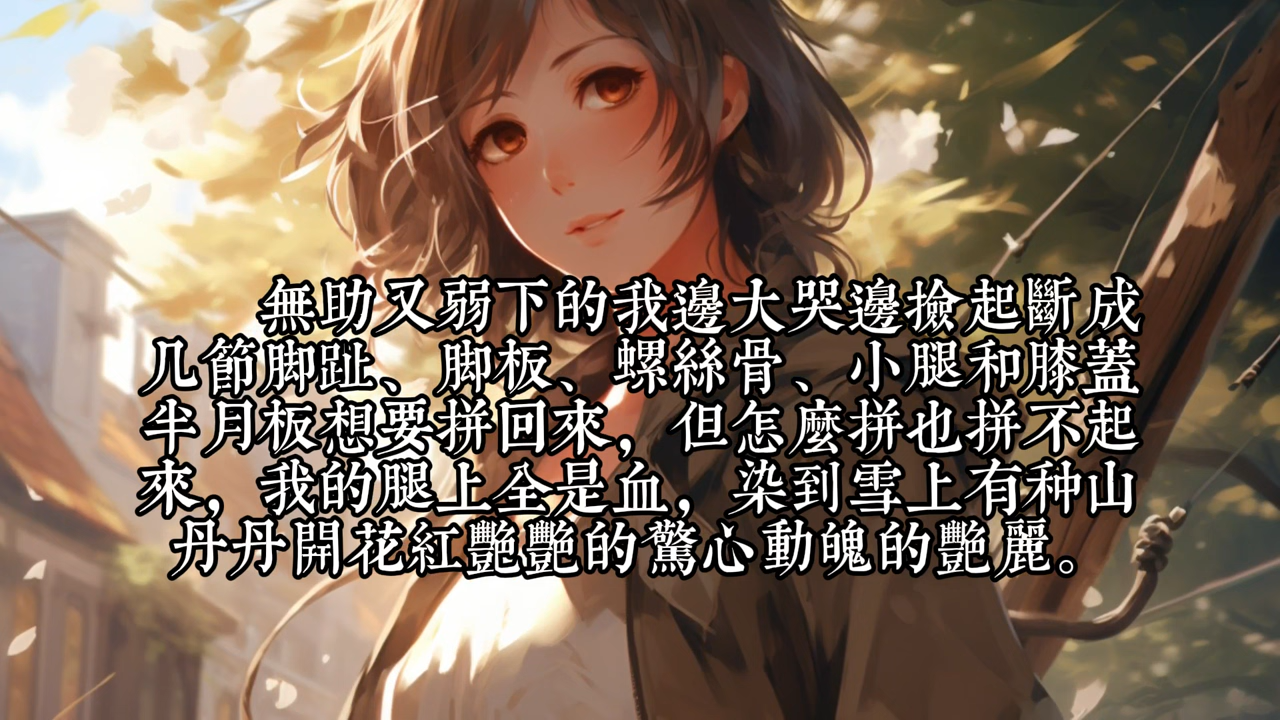 無助又弱下的我邊大哭邊撿起斷成
几節脚趾、脚板、螺絲骨、小腿和膝蓋
半月板想要拼回來，但怎麼拼也拼不起
來，我的腿上全是血，染到雪上有种山
丹丹開花紅艷艷的驚心動魄的艷麗。